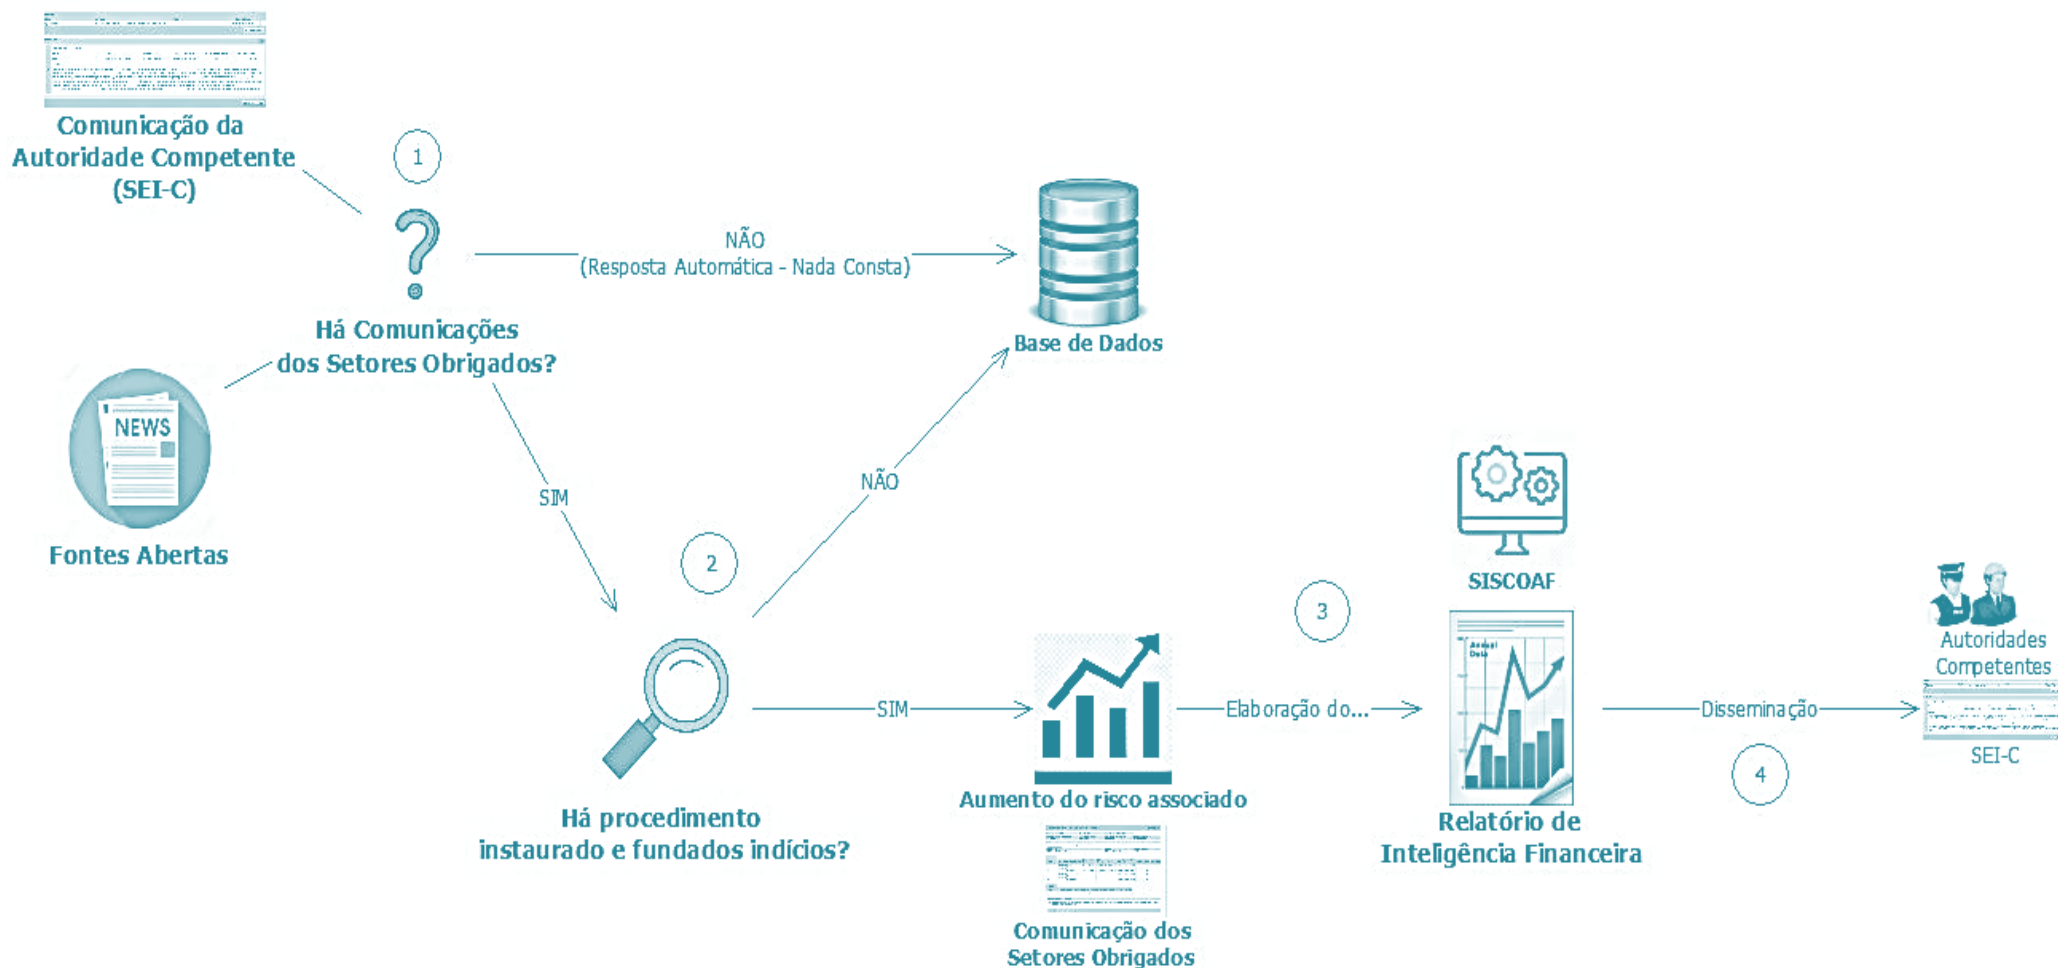 Comunicação da
Autoridade Competente
(SEI-C)
1
Há Comunicações
dos Setores Obrigados?
NÃO
(Resposta Automática - Nada Consta)
Base de Dados
NEWS
Fontes Abertas
SIM
NÃO
2
Há procedimento
instaurado e fundados indícios?
SIM
Aumento do risco associado
Comunicação dos
Setores Obrigados
Elaboração do...
3
SISCOAF
Annual
Data
Relatório de
Inteligência Financeira
Disseminação
4
Autoridades
Competentes
SEI-C